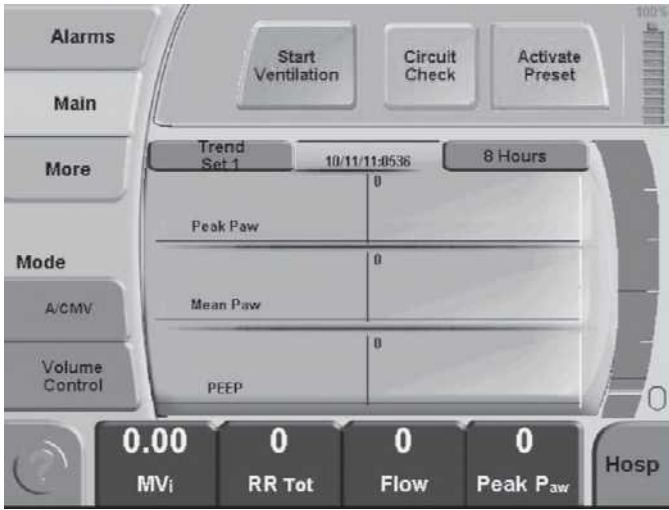 100%
Alarms
Start
Ventilation
Circuit
Check
Activate
Preset
Main
More
Trend
Set 1
10/11/11:0536
8 Hours
0
Peak Paw
Mode
0
Mean Paw
A/CMV
0
Volume
Control
PEEP
0
0.00
0
0
0
MVi
RR Tot
Flow
Peak Paw
Hosp
?